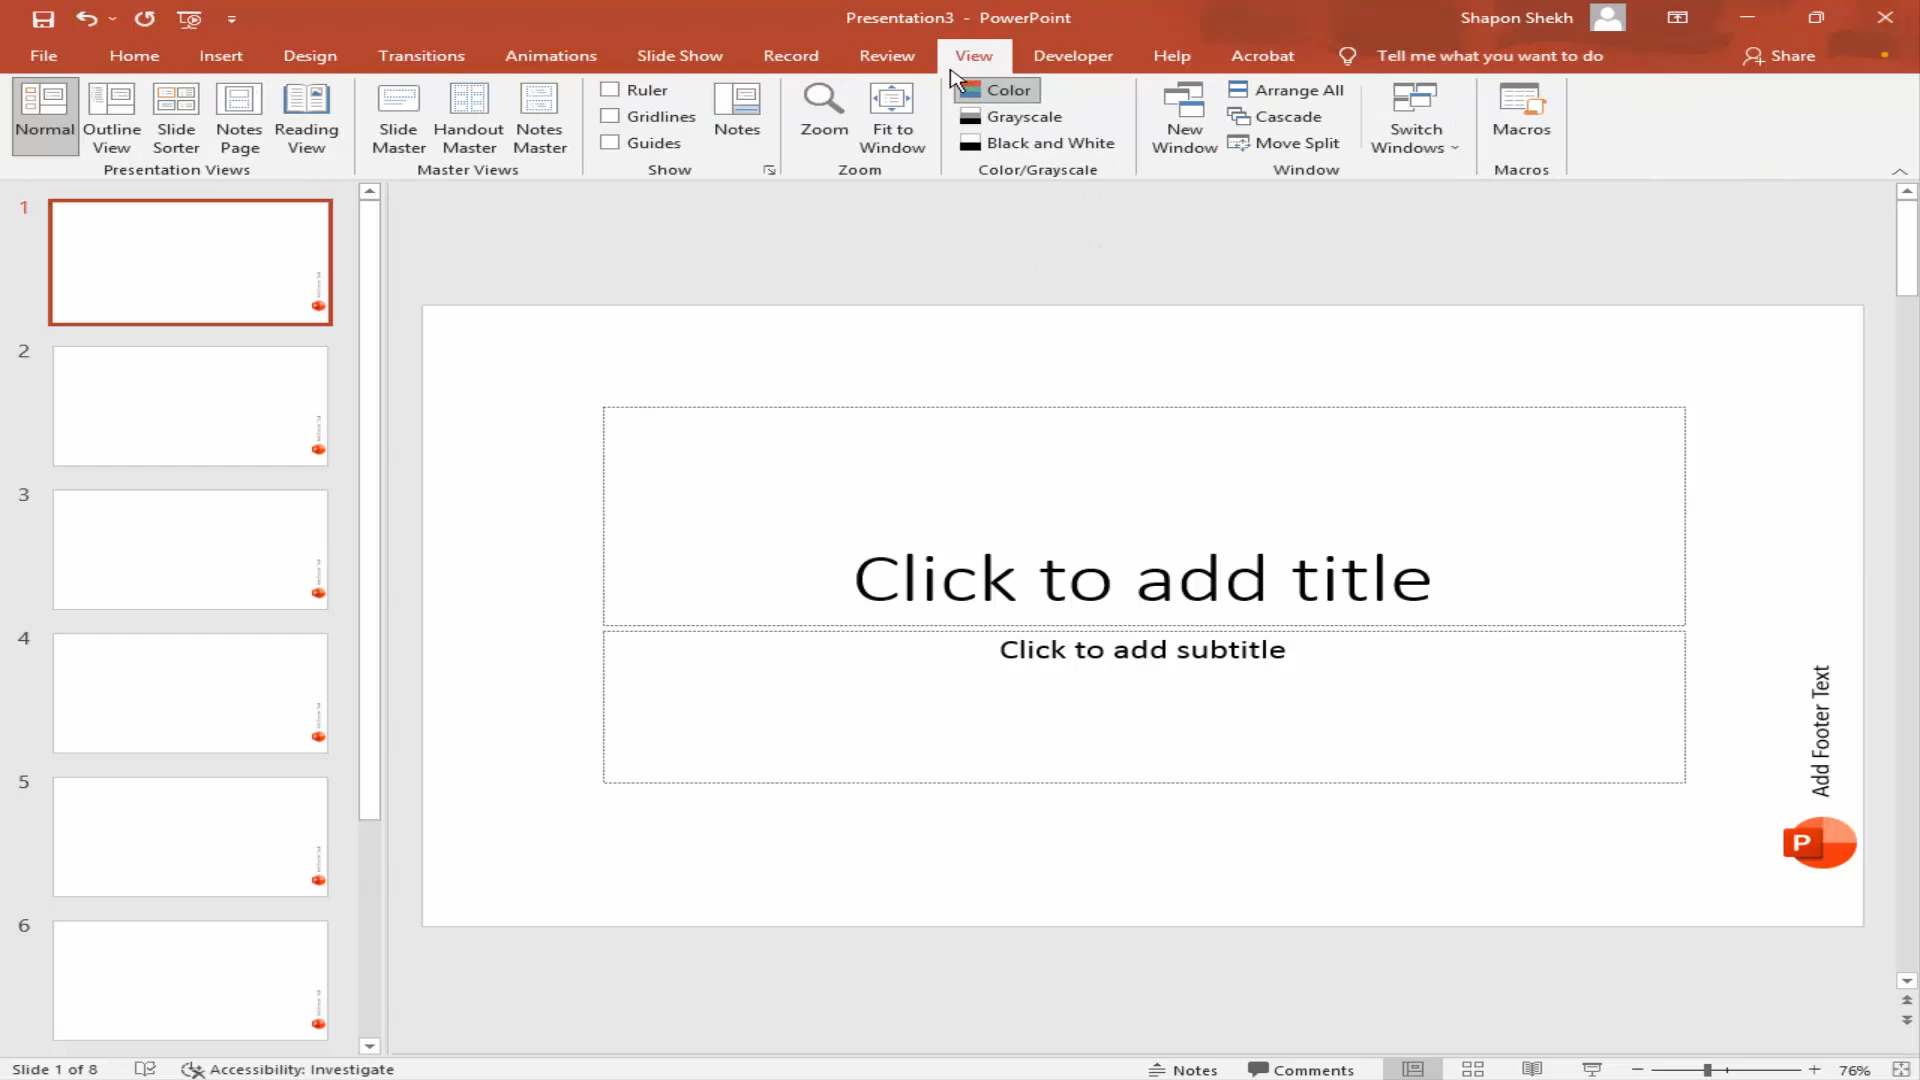 Presentation3 - PowerPoint
Shapon Shekh
File Home Insert Design Transitions Animations Slide Show Record Review View Developer Help Acrobat Tell me what you want to do Share
Normal
Outline View
Slide Sorter
Notes Page
Reading View
Presentation Views
Slide Master
Handout Master
Notes Master
Master Views
Ruler
Gridlines
Guides
Notes
Show
Zoom
Fit to Window
Zoom
Color
Grayscale
Black and White
Color/Grayscale
New Window
Arrange All
Cascade
Move Split
Switch Windows
Window
Macros
Macros
1
2
3
4
5
6
Click to add title
Click to add subtitle
Add Footer Text
P
Slide 1 of 8
Accessibility: Investigate
Notes
Comments
76%